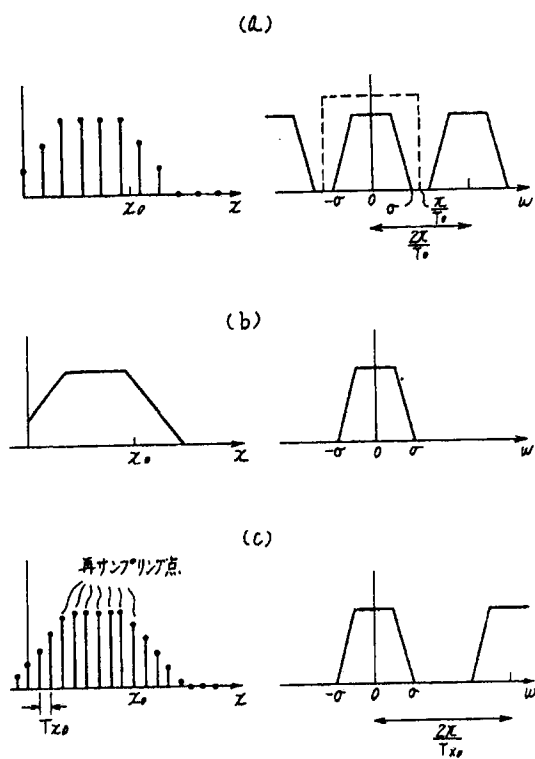 (a)
x₀ x
-σ 0 σ π/T₀ ω
2π/T₀
(b)
x₀ x
-σ 0 σ ω
(c)
再サンプリング点
x₀ x
Tx₀
-σ 0 σ ω
2π/Tx₀